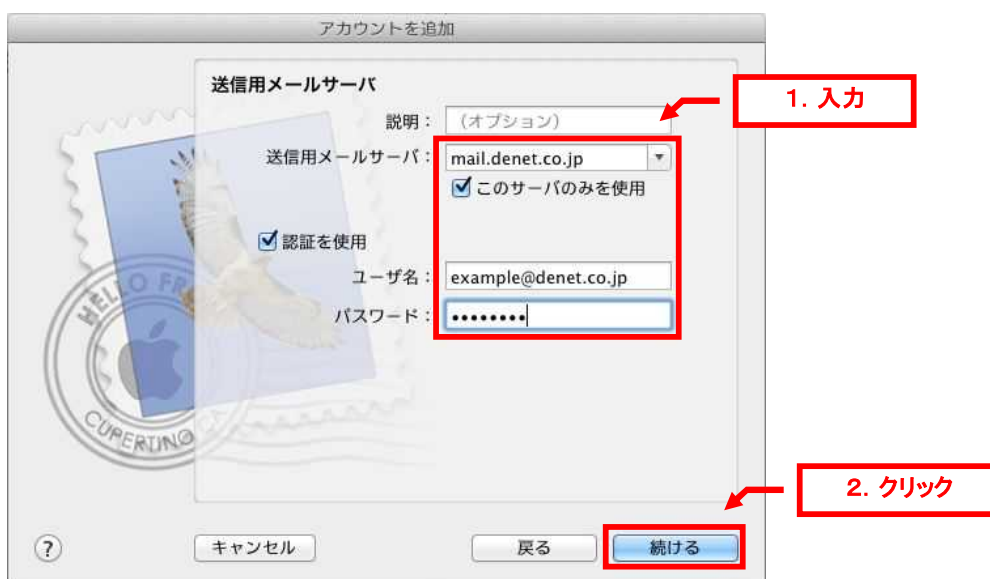 アカウントを追加
送信用メールサーバ
1. 入力
説明： （オプション）
送信用メールサーバ： mail.denet.co.jp
このサーバのみを使用
認証を使用
ユーザ名： example@denet.co.jp
パスワード： ••••••••
HELLO FR
CUPERTINO CA
2. クリック
? キャンセル 戻る 続ける